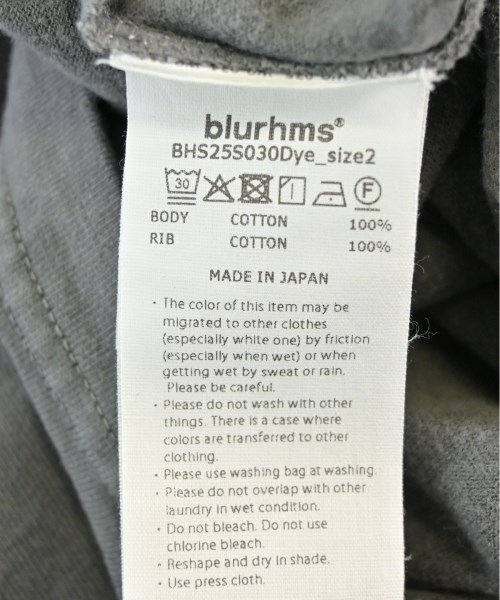 blurhms®
BHS25S030Dye_size2
30
F
BODY COTTON 100%
RIB COTTON 100%
MADE IN JAPAN
· The color of this item may be
migrated to other clothes
(especially white one) by friction
(especially when wet) or when
getting wet by sweat or rain.
Please be careful.
· Please do not wash with other
things. There is a case where
colors are transferred to other
clothing.
· Please use washing bag at washing.
· Please do not overlap with other
laundry in wet condition.
· Do not bleach. Do not use
chlorine bleach.
· Reshape and dry in shade.
· Use press cloth.